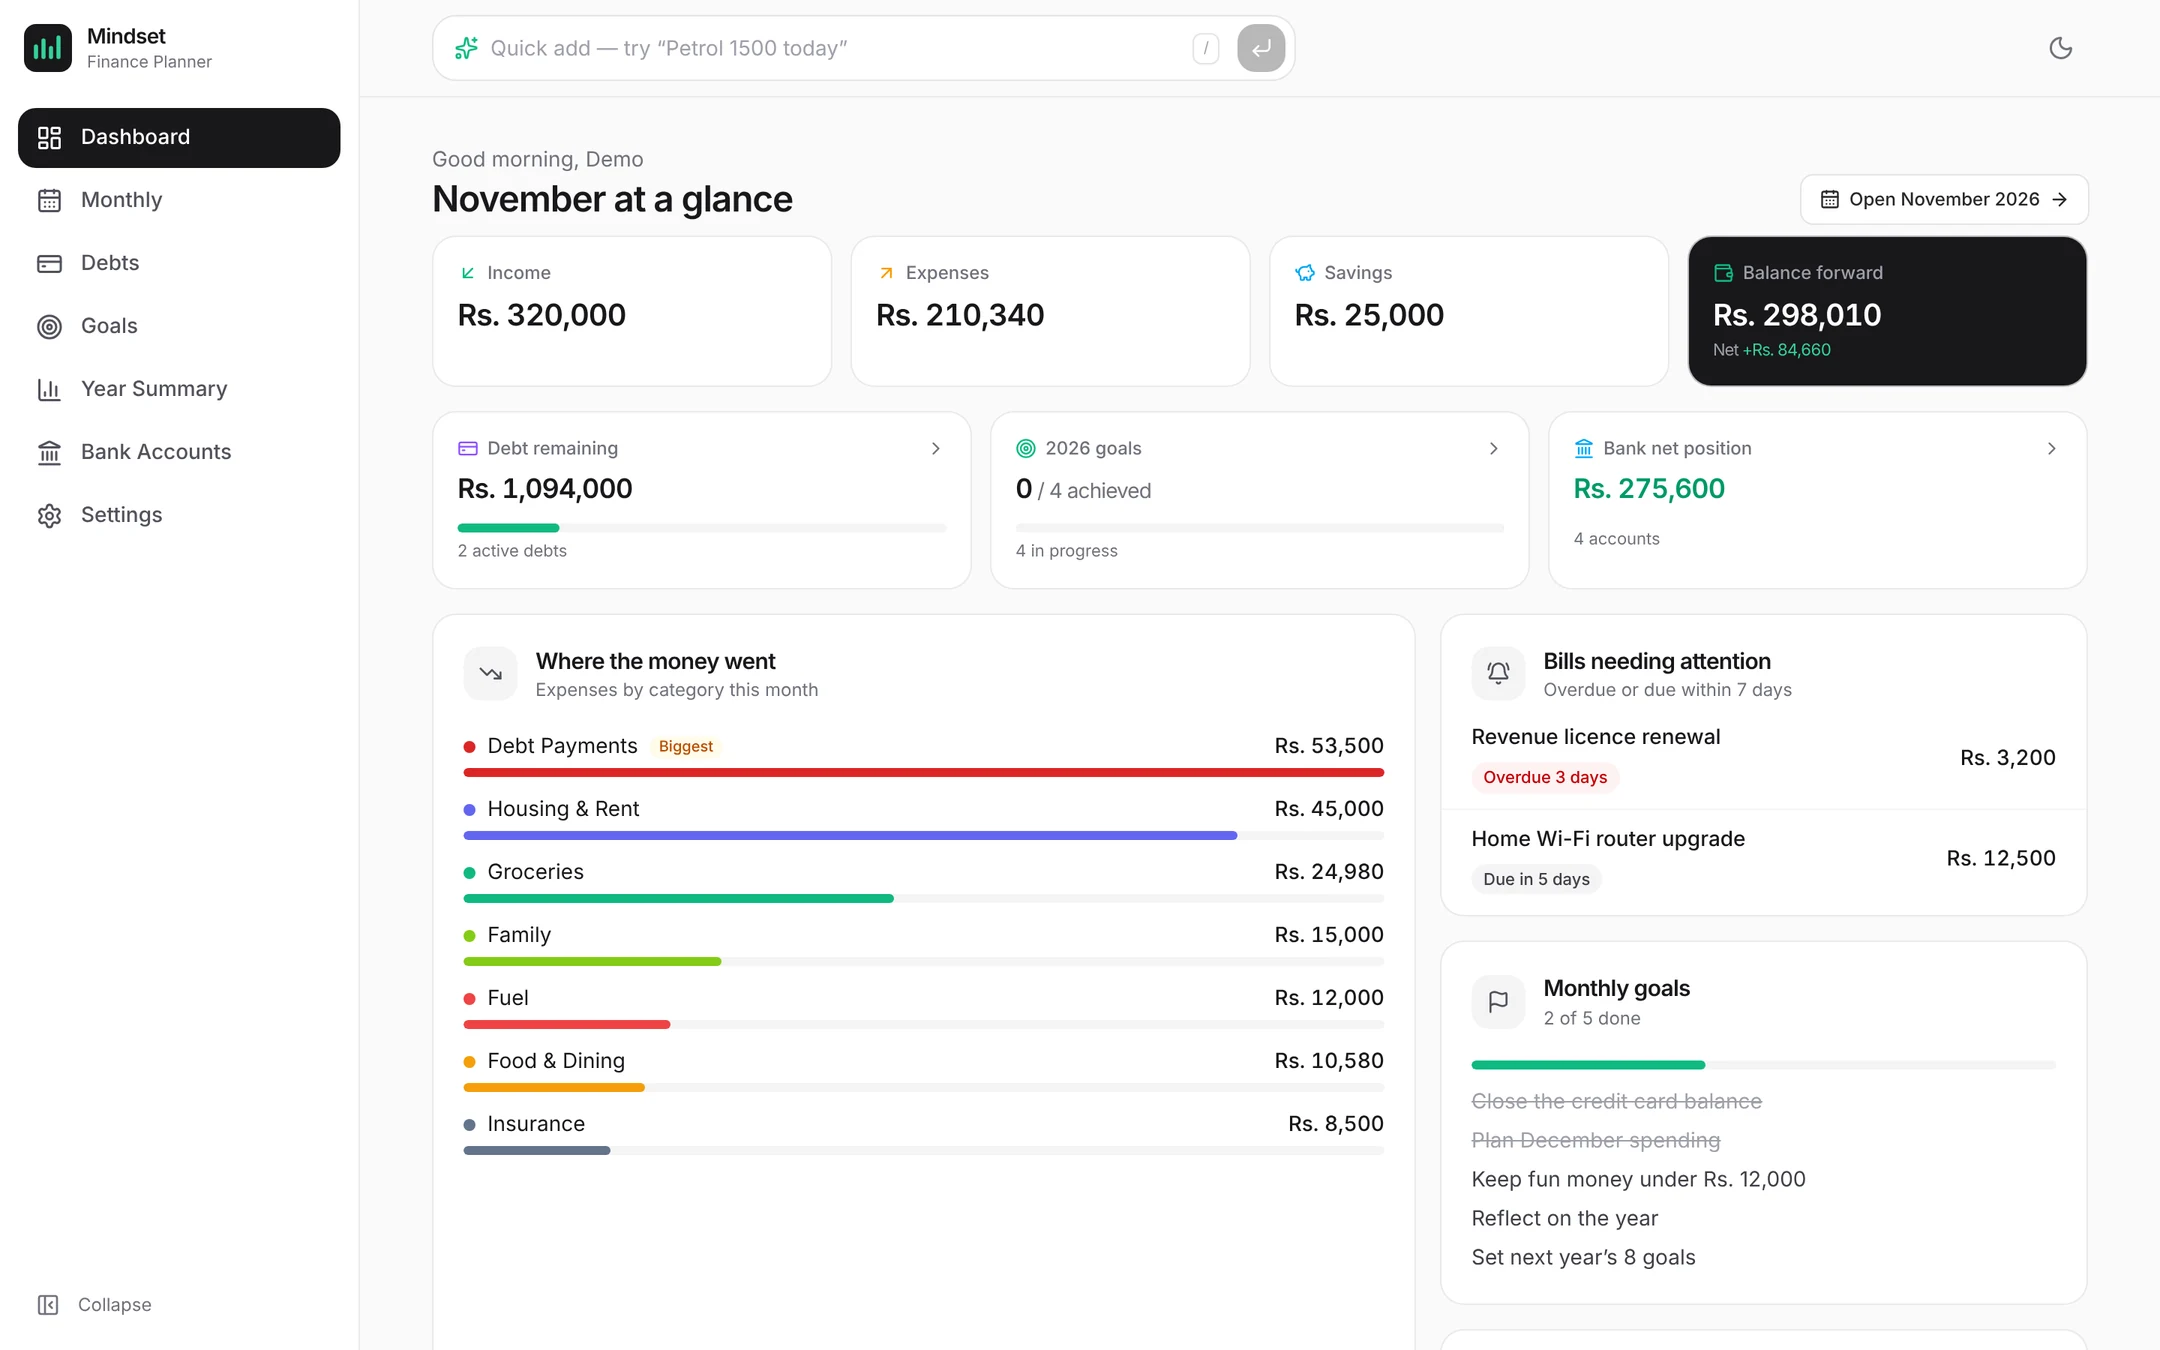 Mindset
Finance Planner
Dashboard
Monthly
Debts
Goals
Year Summary
Bank Accounts
Settings
Collapse
Quick add — try “Petrol 1500 today”
/
Good morning, Demo
November at a glance
Open November 2026
Income
Rs. 320,000
Expenses
Rs. 210,340
Savings
Rs. 25,000
Balance forward
Rs. 298,010
Net +Rs. 84,660
Debt remaining
Rs. 1,094,000
2 active debts
2026 goals
0 / 4 achieved
4 in progress
Bank net position
Rs. 275,600
4 accounts
Where the money went
Expenses by category this month
Debt Payments Biggest Rs. 53,500
Housing & Rent Rs. 45,000
Groceries Rs. 24,980
Family Rs. 15,000
Fuel Rs. 12,000
Food & Dining Rs. 10,580
Insurance Rs. 8,500
Bills needing attention
Overdue or due within 7 days
Revenue licence renewal
Rs. 3,200
Overdue 3 days
Home Wi-Fi router upgrade
Rs. 12,500
Due in 5 days
Monthly goals
2 of 5 done
Close the credit card balance
Plan December spending
Keep fun money under Rs. 12,000
Reflect on the year
Set next year’s 8 goals